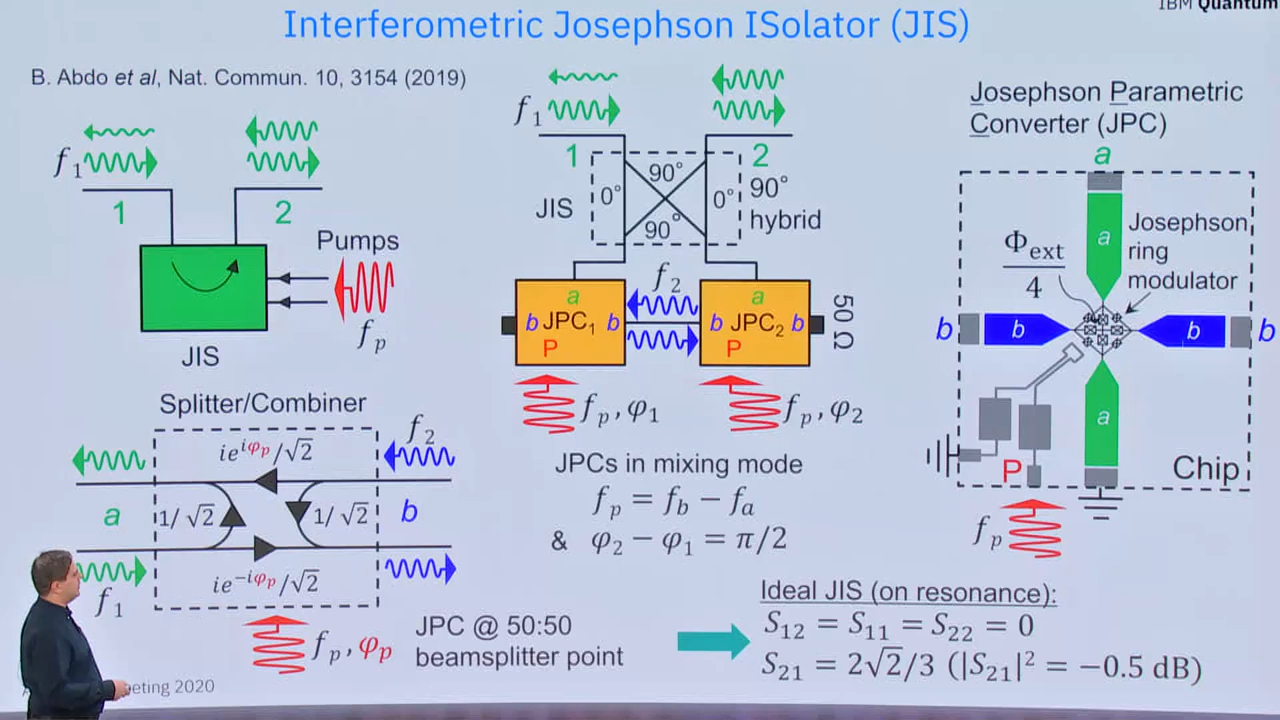 IBM Quantum
Interferometric Josephson ISolator (JIS)
B. Abdo et al, Nat. Commun. 10, 3154 (2019)
f₁
1
2
Pumps
fₚ
JIS
f₁
1
2
JIS
0°
90°
90°
0°
90°
hybrid
f₂
a
b JPC₁ b
P
a
b JPC₂ b
P
50 Ω
fₚ, φ₁
fₚ, φ₂
JPCs in mixing mode
fₚ = f_b − fₐ
& φ₂ − φ₁ = π/2
Josephson Parametric
Converter (JPC)
a
a
Φ_ext
4
Josephson
ring
modulator
b
b
b
b
a
P
Chip
fₚ
Splitter/Combiner
f₂
ie^{iφₚ}/√2
a
1/√2
1/√2
b
ie^{−iφₚ}/√2
f₁
fₚ, φₚ
JPC @ 50:50
beamsplitter point
Ideal JIS (on resonance):
S₁₂ = S₁₁ = S₂₂ = 0
S₂₁ = 2√2/3 (|S₂₁|² = −0.5 dB)
eting 2020